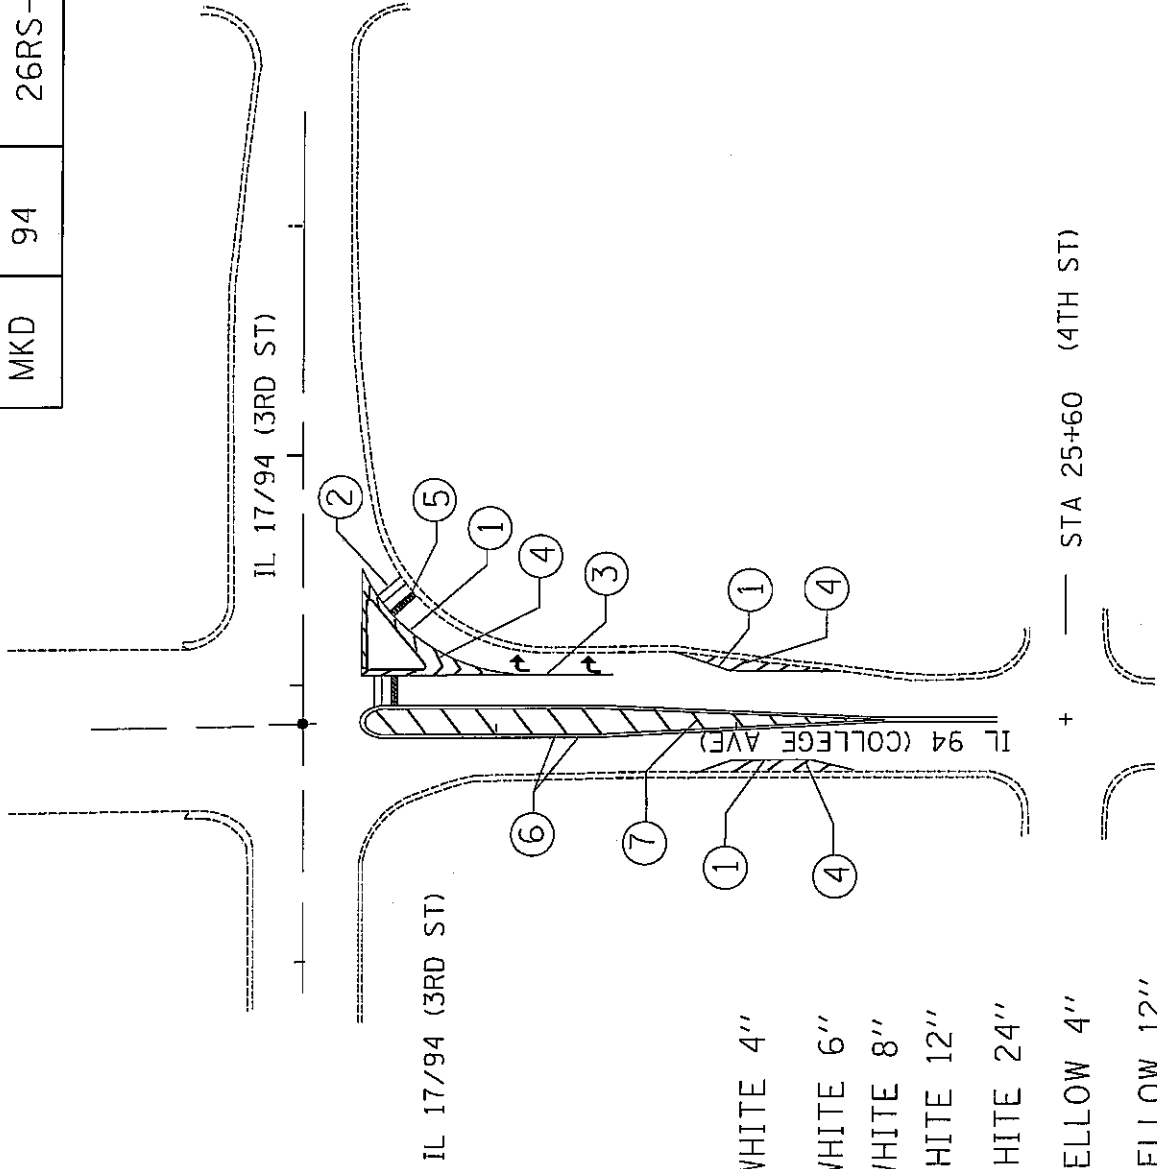 MKD 94 26RS-
IL 17/94 (3RD ST)
2
5
1
4
3
1
4
IL 94 (COLLEGE AVE)
STA 25+60 (4TH ST)
6
7
1
4
IL 17/94 (3RD ST)
WHITE 4''
WHITE 6''
WHITE 8''
HITE 12''
HITE 24''
ELLOW 4''
ELLOW 12''